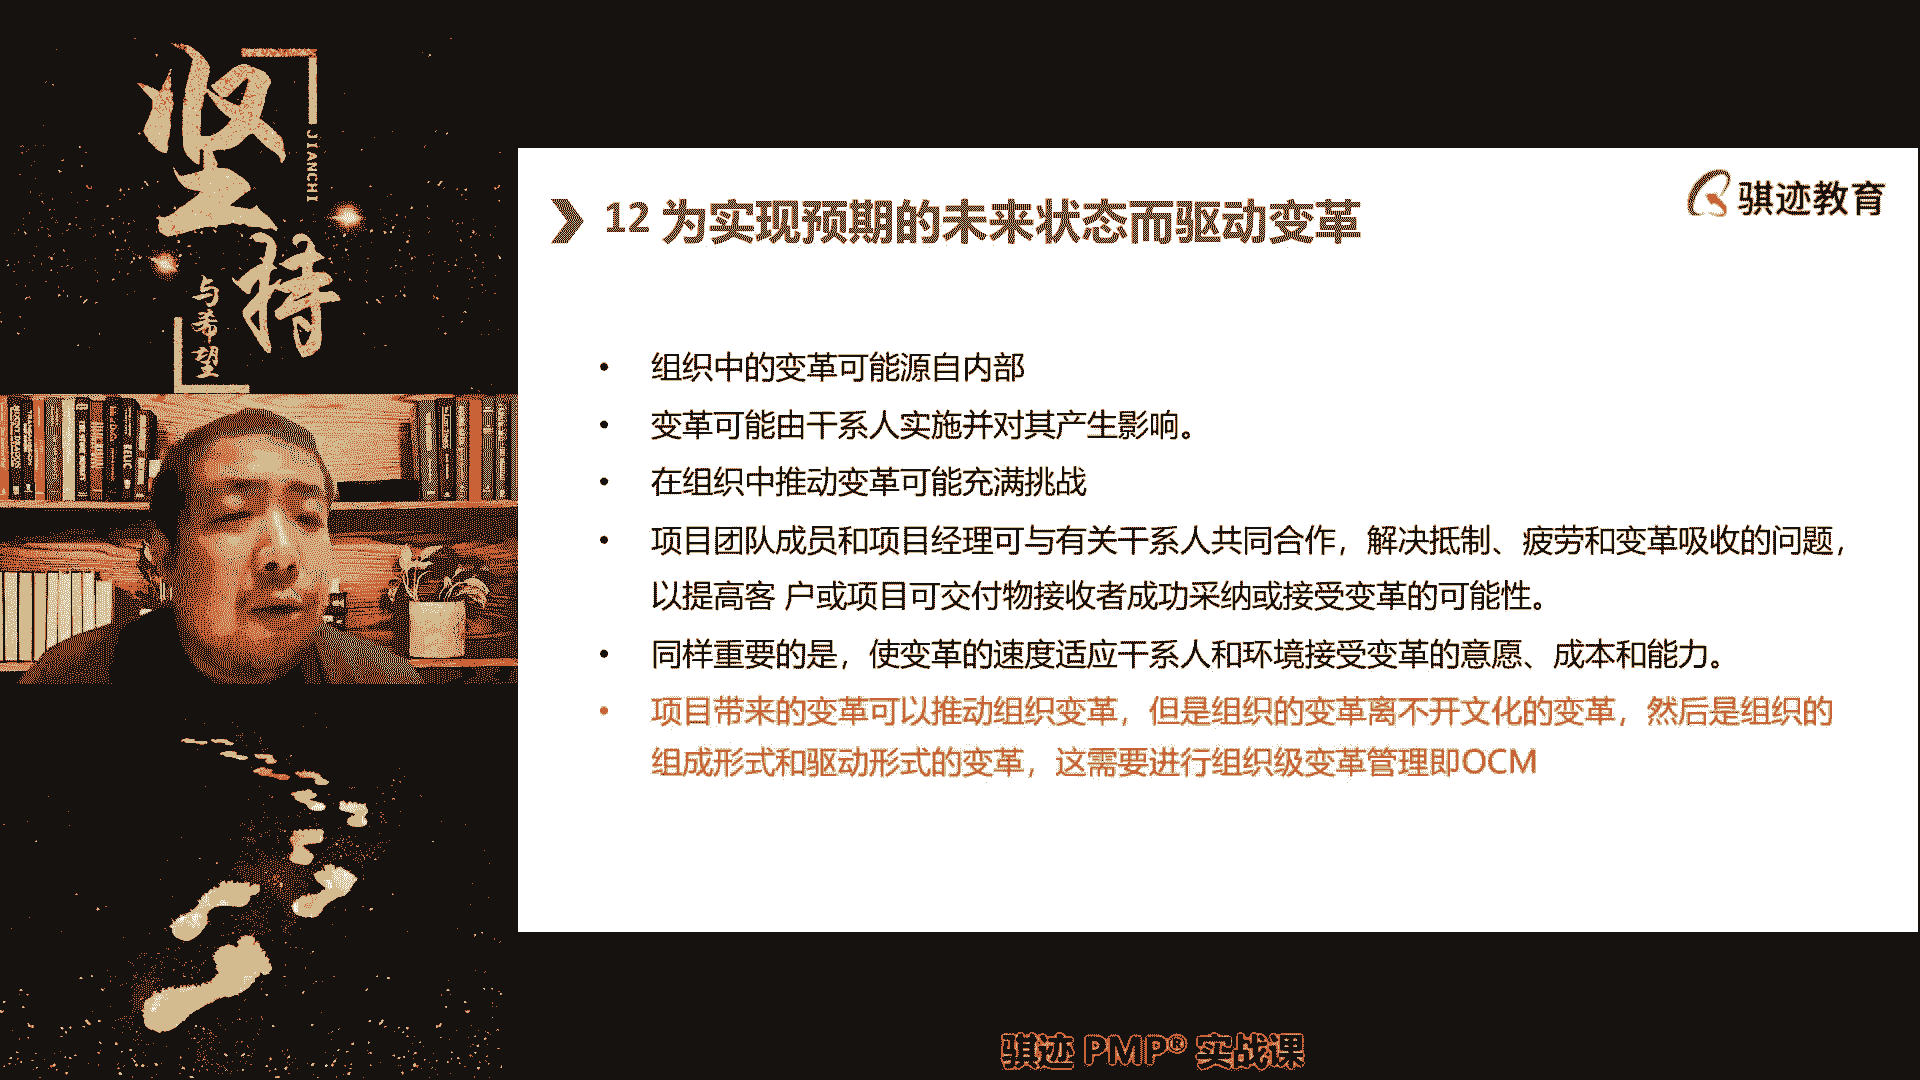 坚持
JIANCHI
与希望
骐迹教育
12 为实现预期的未来状态而驱动变革
• 组织中的变革可能源自内部
• 变革可能由干系人实施并对其产生影响。
• 在组织中推动变革可能充满挑战
• 项目团队成员和项目经理可与有关干系人共同合作，解决抵制、疲劳和变革吸收的问题，
以提高客 户或项目可交付物接收者成功采纳或接受变革的可能性。
• 同样重要的是，使变革的速度适应干系人和环境接受变革的意愿、成本和能力。
• 项目带来的变革可以推动组织变革，但是组织的变革离不开文化的变革，然后是组织的
组成形式和驱动形式的变革，这需要进行组织级变革管理即OCM
骐迹 PMP® 实战课